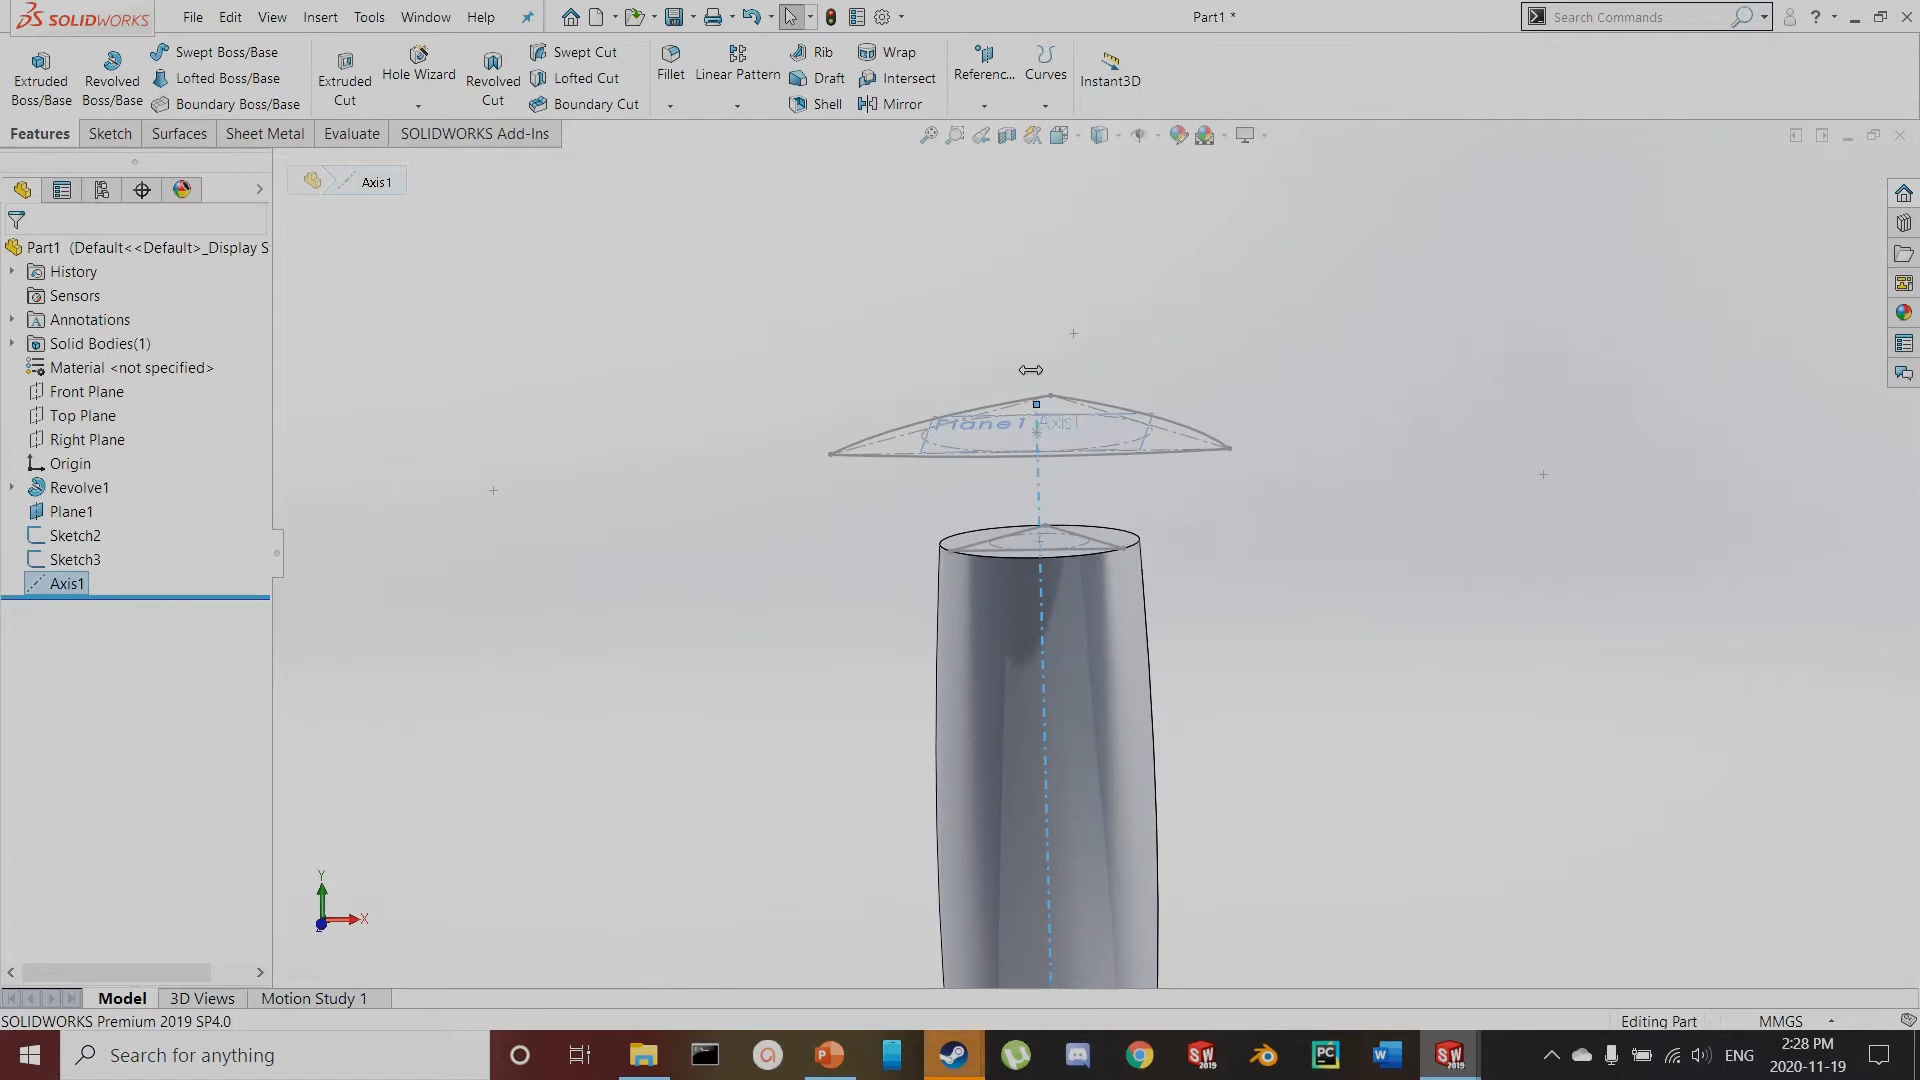 SOLIDWORKS File Edit View Insert Tools Window Help Part1 * Search Commands
Extruded Boss/Base
Revolved Boss/Base
Swept Boss/Base
Lofted Boss/Base
Boundary Boss/Base
Extruded Cut
Hole Wizard
Revolved Cut
Swept Cut
Lofted Cut
Boundary Cut
Fillet
Linear Pattern
Rib
Draft
Shell
Wrap
Intersect
Mirror
Referenc...
Curves
Instant3D
Features Sketch Surfaces Sheet Metal Evaluate SOLIDWORKS Add-Ins
Axis1
Part1 (Default<<Default>_Display S
History
Sensors
Annotations
Solid Bodies(1)
Material <not specified>
Front Plane
Top Plane
Right Plane
Origin
Revolve1
Plane1
Sketch2
Sketch3
Axis1
Plane1 Axis1
Y
X
Model 3D Views Motion Study 1
SOLIDWORKS Premium 2019 SP4.0 Editing Part MMGS
Search for anything
ENG
2:28 PM
2020-11-19